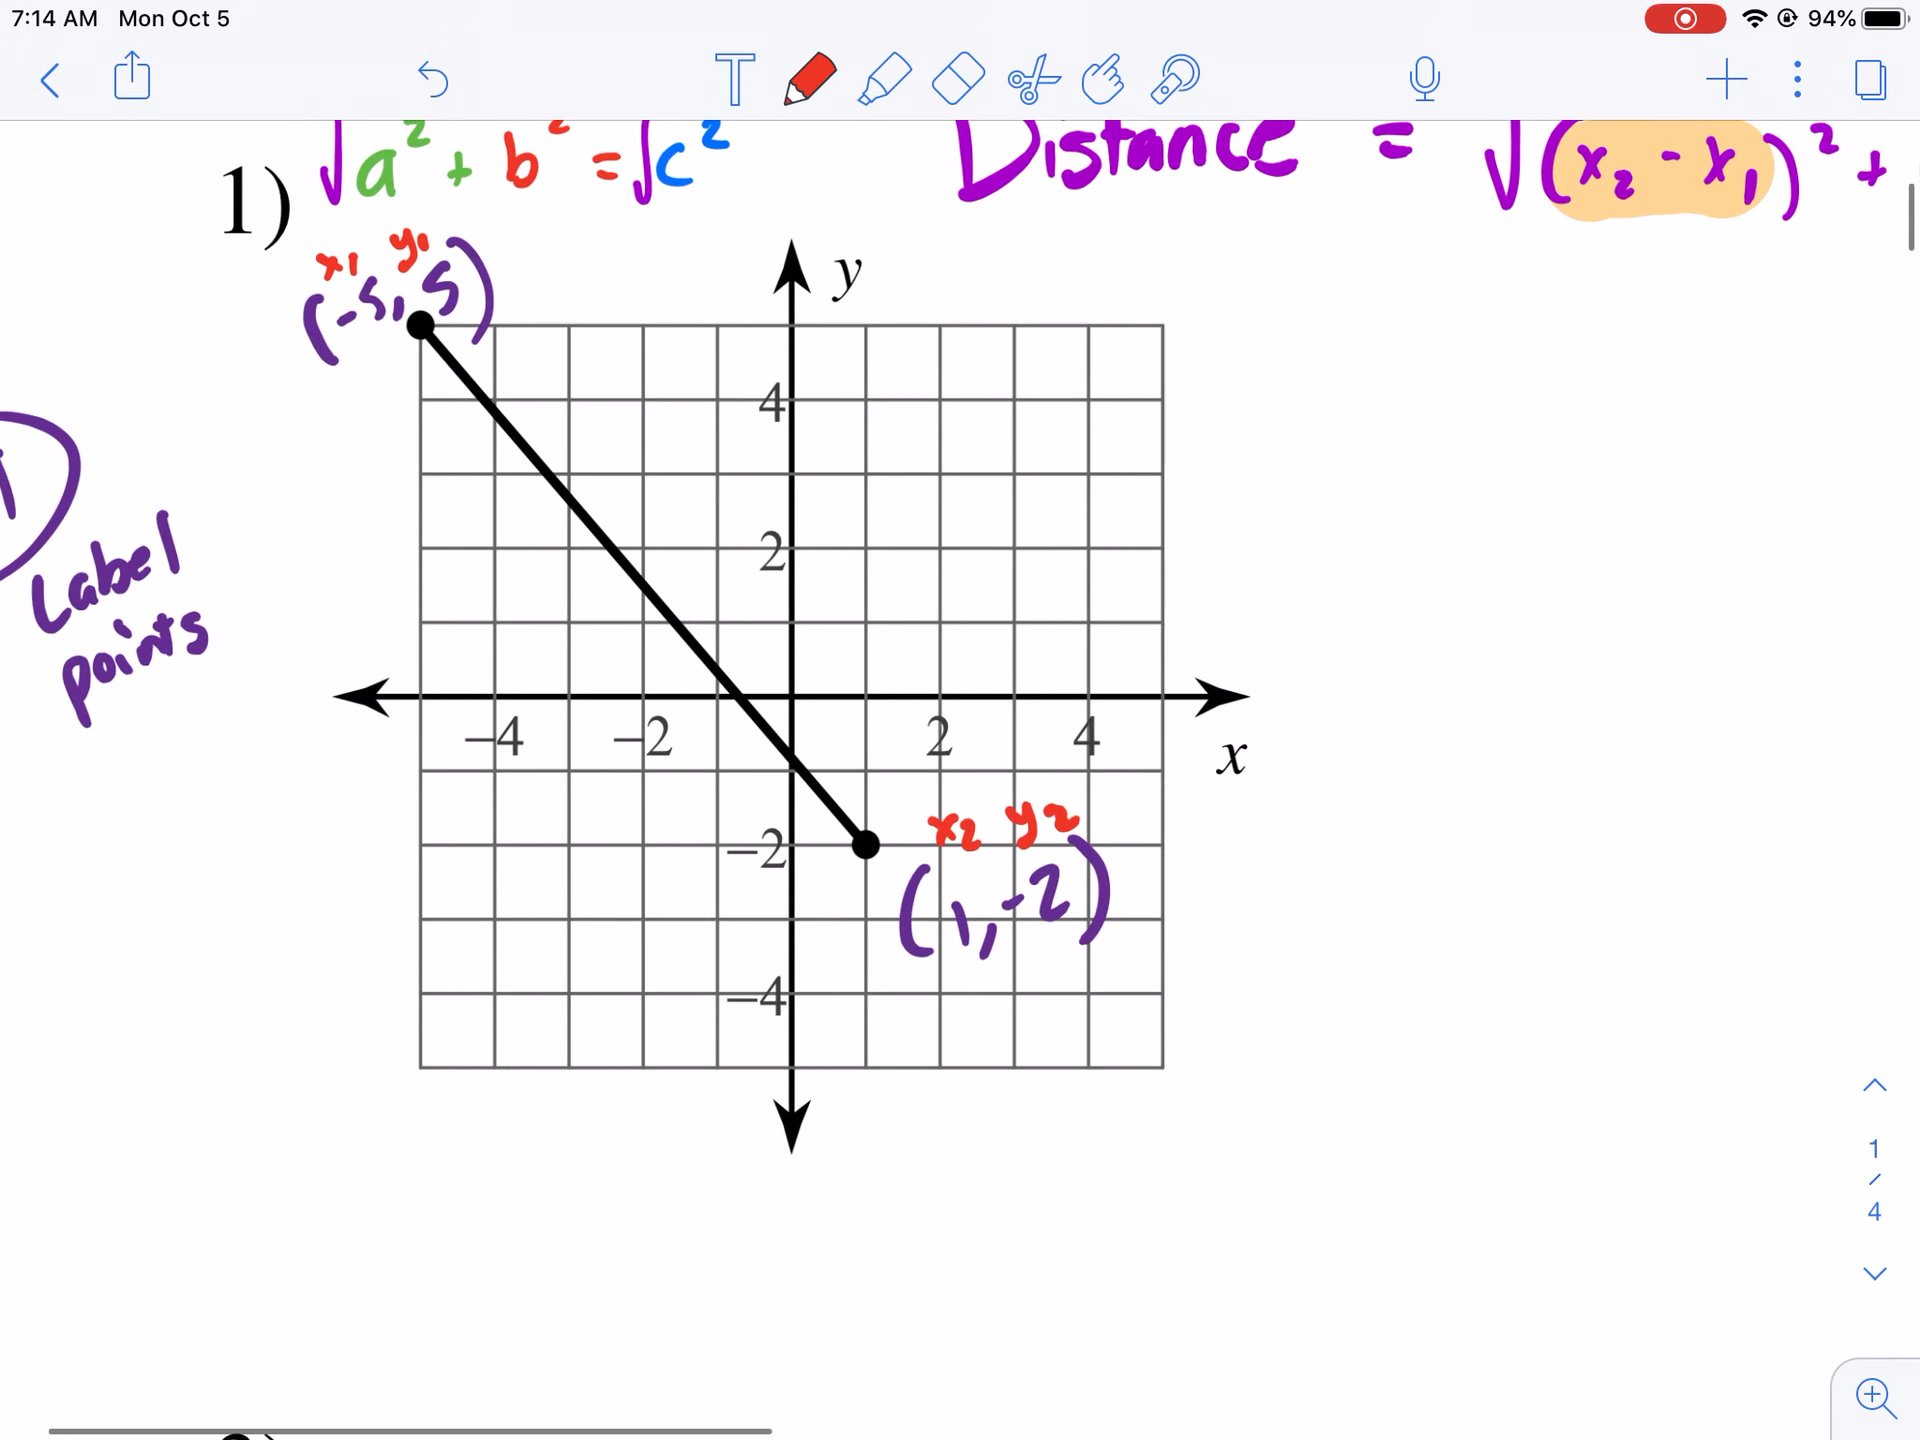 7:14 AM Mon Oct 5 94%
T
√a² + b² = √c² Distance = √(x₂ - x₁)² +
1)
x1 y1
(-5, 5)
y
4
2
Label
points
-4 -2 2 4
x
x2 y2
-2
(1, -2)
-4
1
/
4